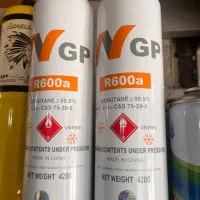 GP
GP
R600a
R600a
ISOBUTANE ≥ 99.5%
CAS 75-28-5
ISOBUTANE ≥ 99.5%
CAS 75-28-5
CONTENTS UNDER PRESSURE
MADE IN CHINA
NET WEIGHT 420G
CONTENTS UNDER PRESSURE
MADE IN CHINA
NET WEIGHT 420G